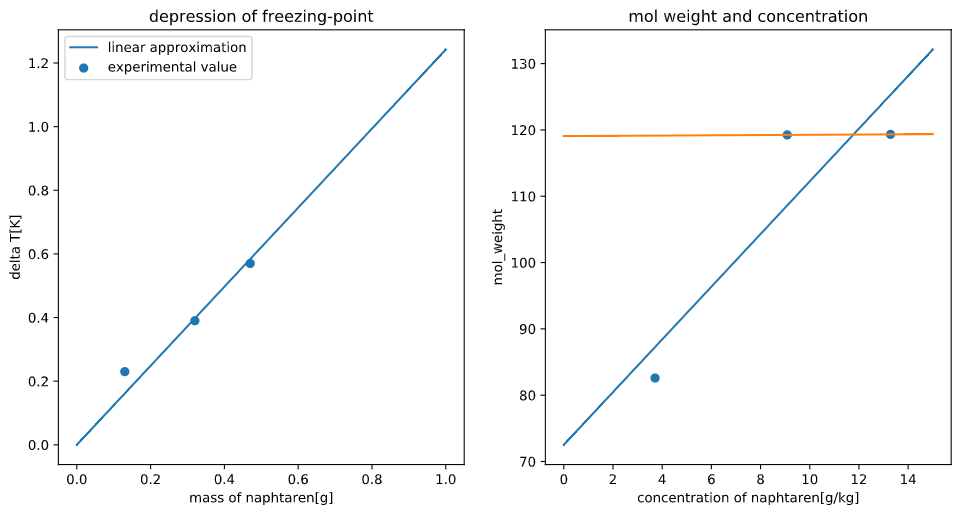 depression of freezing-point
linear approximation
experimental value
delta T[K]
1.2
1.0
0.8
0.6
0.4
0.2
0.0
0.0 0.2 0.4 0.6 0.8 1.0
mass of naphtaren[g]
mol weight and concentration
mol_weight
130
120
110
100
90
80
70
0 2 4 6 8 10 12 14
concentration of naphtaren[g/kg]